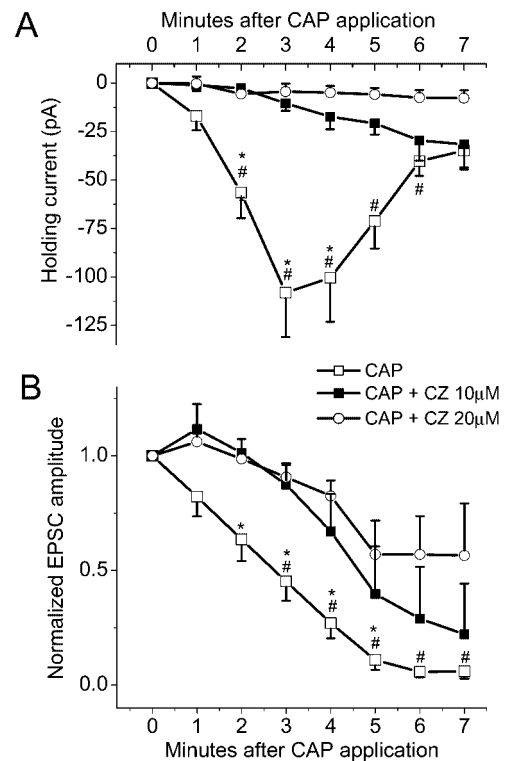 A
Minutes after CAP application
0 1 2 3 4 5 6 7
Holding current (pA)
0
-25
-50
-75
-100
-125
*
#
*
#
*
#
#
#
CAP
CAP + CZ 10μM
CAP + CZ 20μM
B
Normalized EPSC amplitude
1.0
0.5
0.0
*
*
#
*
#
*
#
#
#
0 1 2 3 4 5 6 7
Minutes after CAP application